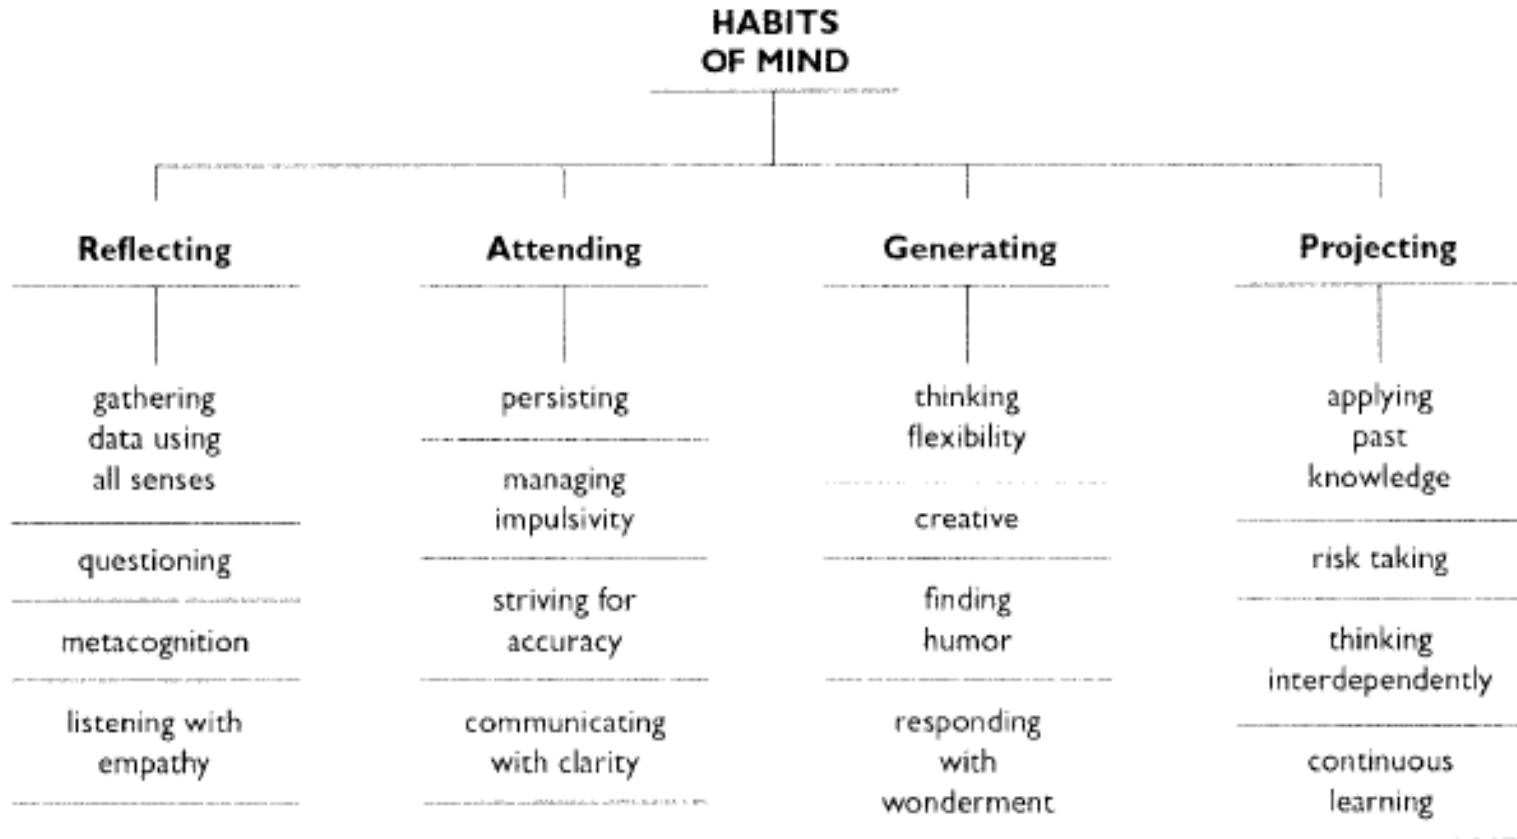 HABITS
OF MIND
Reflecting
gathering
data using
all senses
questioning
metacognition
listening with
empathy
Attending
persisting
managing
impulsivity
striving for
accuracy
communicating
with clarity
Generating
thinking
flexibility
creative
finding
humor
responding
with
wonderment
Projecting
applying
past
knowledge
risk taking
thinking
interdependently
continuous
learning